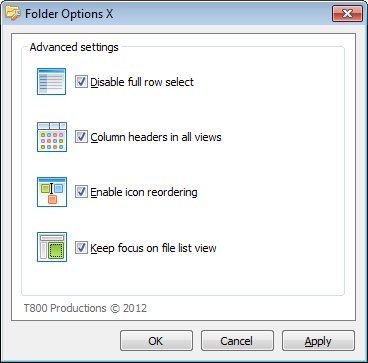 Folder Options X
Advanced settings
Disable full row select
Column headers in all views
Enable icon reordering
Keep focus on file list view
T800 Productions © 2012
OK
Cancel
Apply